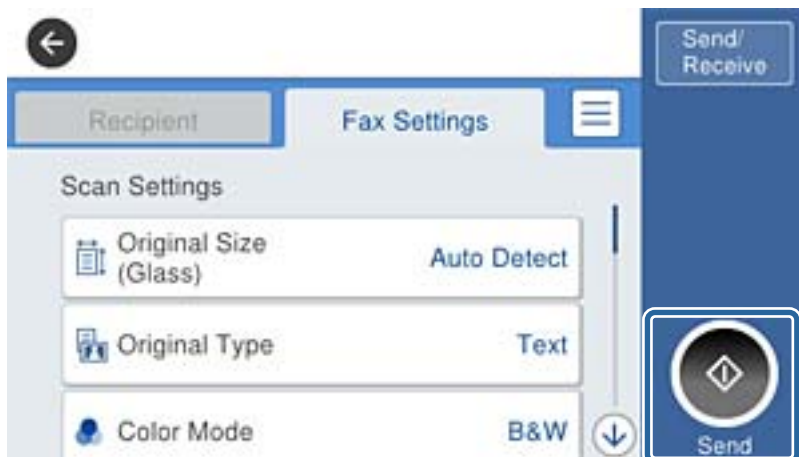 Send/
Receive
Recipient
Fax Settings
Scan Settings
Original Size
(Glass)
Auto Detect
Original Type
Text
Color Mode
B&W
Send